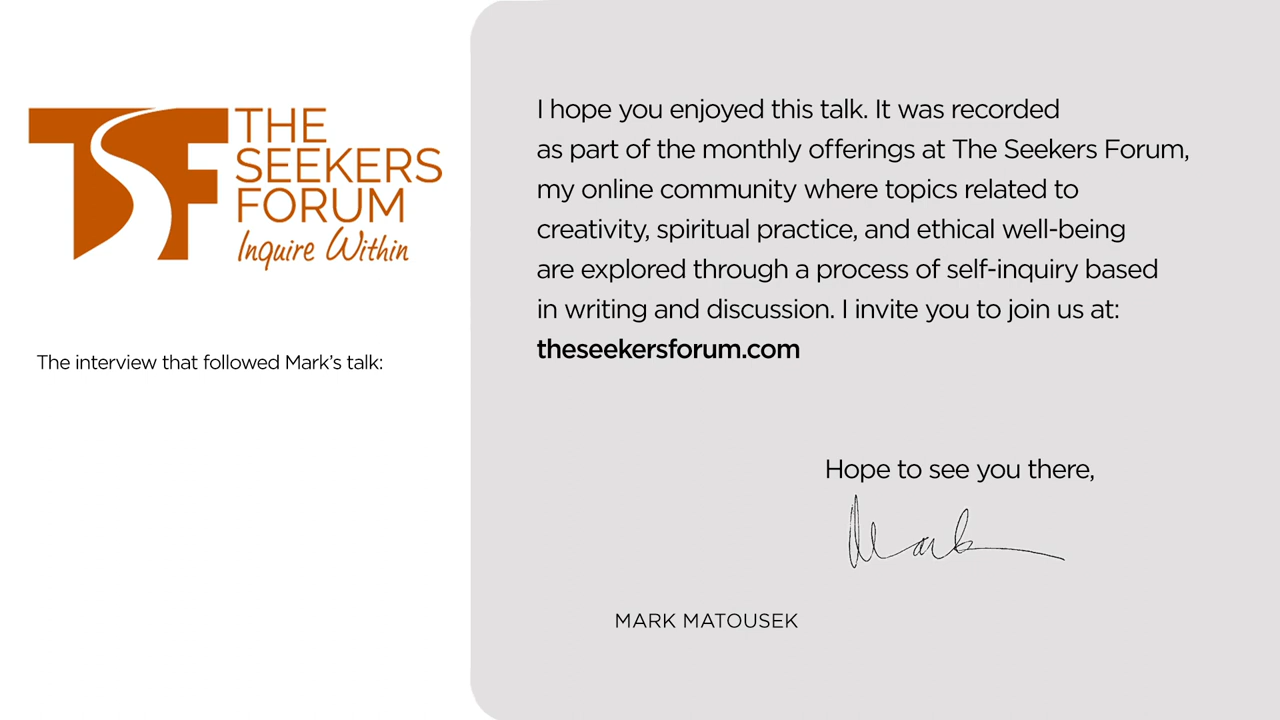 TSF
THE
SEEKERS
FORUM
Inquire Within
The interview that followed Mark’s talk:
I hope you enjoyed this talk. It was recorded
as part of the monthly offerings at The Seekers Forum,
my online community where topics related to
creativity, spiritual practice, and ethical well-being
are explored through a process of self-inquiry based
in writing and discussion. I invite you to join us at:
theseekersforum.com
Hope to see you there,
Mark
MARK MATOUSEK